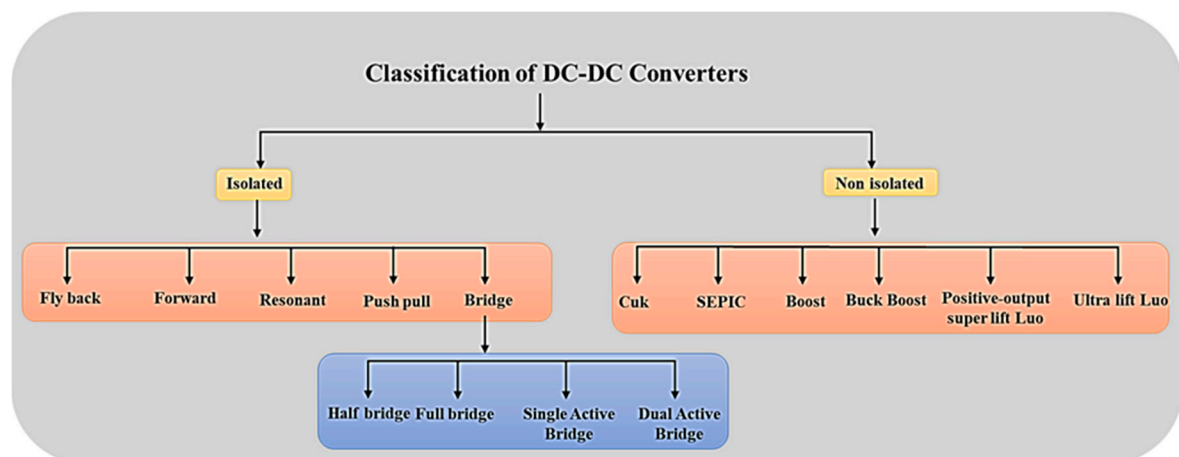 Classification of DC-DC Converters
Isolated
Non isolated
Fly back
Forward
Resonant
Push pull
Bridge
Cuk
SEPIC
Boost
Buck Boost
Positive-output
super lift Luo
Ultra lift Luo
Half bridge
Full bridge
Single Active
Bridge
Dual Active
Bridge